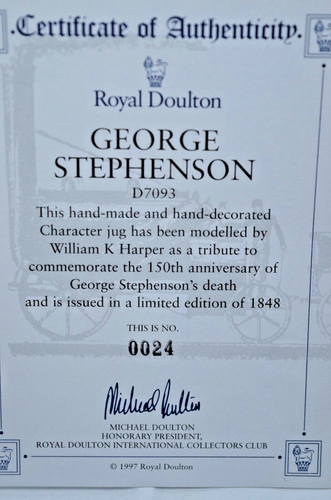 Certificate of Authenticity.
Royal Doulton
GEORGE
STEPHENSON
D7093
This hand-made and hand-decorated
Character jug has been modelled by
William K Harper as a tribute to
commemorate the 150th anniversary of
George Stephenson's death
and is issued in a limited edition of 1848
THIS IS NO.
0024
Michael Doulton
MICHAEL DOULTON
HONORARY PRESIDENT,
ROYAL DOULTON INTERNATIONAL COLLECTORS CLUB
© 1997 Royal Doulton